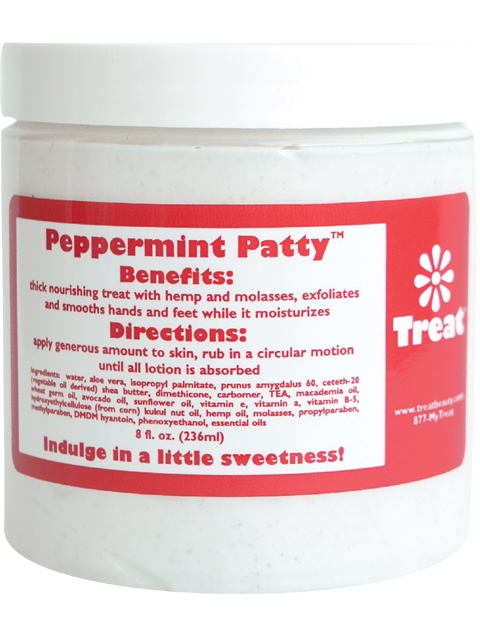 Peppermint Patty™
Benefits:
thick nourishing treat with hemp and molasses, exfoliates
and smooths hands and feet while it moisturizes
Directions:
apply generous amount to skin, rub in a circular motion
until all lotion is absorbed
Ingredients: water, aloe vera, isopropyl palmitate, prunus amygdalus 60, ceteth-20
(vegetable oil derived) shea butter, dimethicone, carbomer, TEA, macademia oil,
wheat germ oil, avocado oil, sunflower oil, vitamin e, vitamin a, vitamin B-5,
hydroxyethylcellulose (from corn) kukui nut oil, hemp oil, molasses, propylparaben,
methylparaben, DMDM hyantoin, phenoxyethanol, essential oils
8 fl. oz. (236ml)
Indulge in a little sweetness!
Treat
www.treatbeauty.com
877-MyTreat